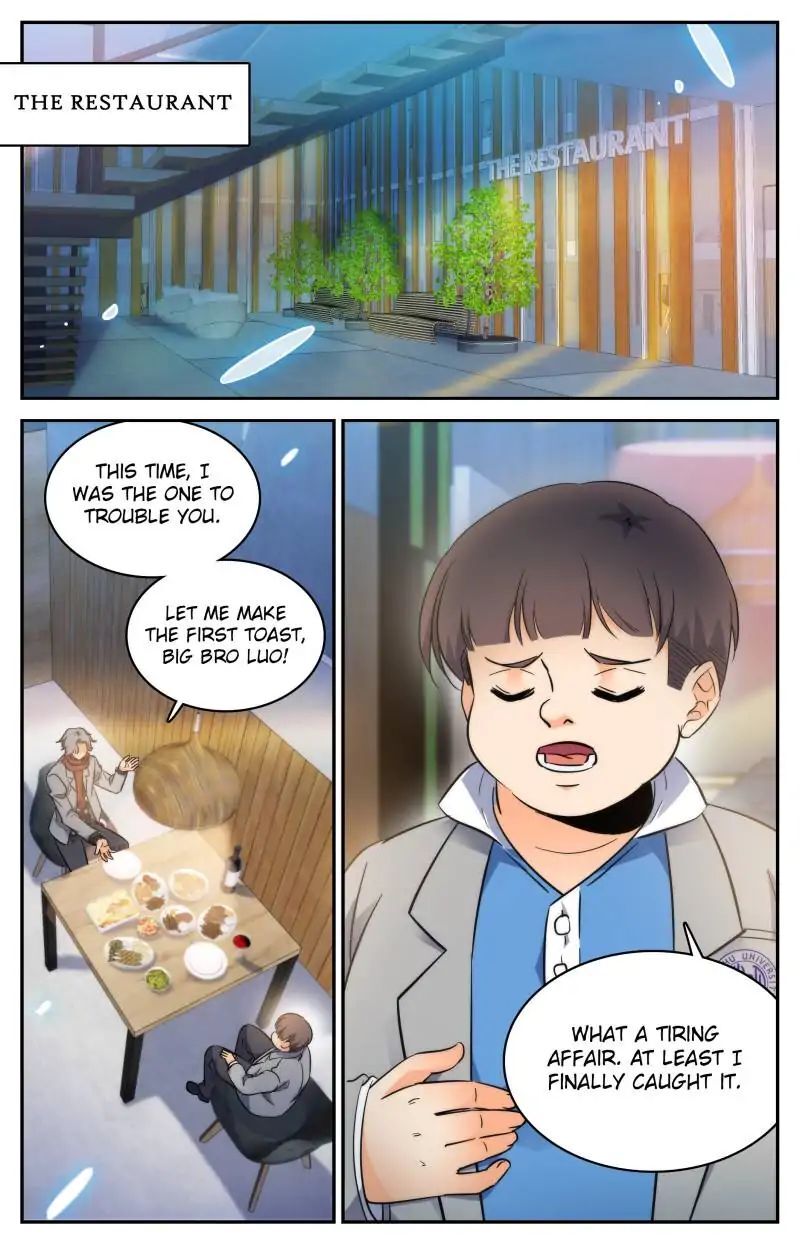 THE RESTAURANT
THE RESTAURANT
THIS TIME, I
WAS THE ONE TO
TROUBLE YOU.
LET ME MAKE
THE FIRST TOAST,
BIG BRO LUO!
WHAT A TIRING
AFFAIR. AT LEAST I
FINALLY CAUGHT IT.